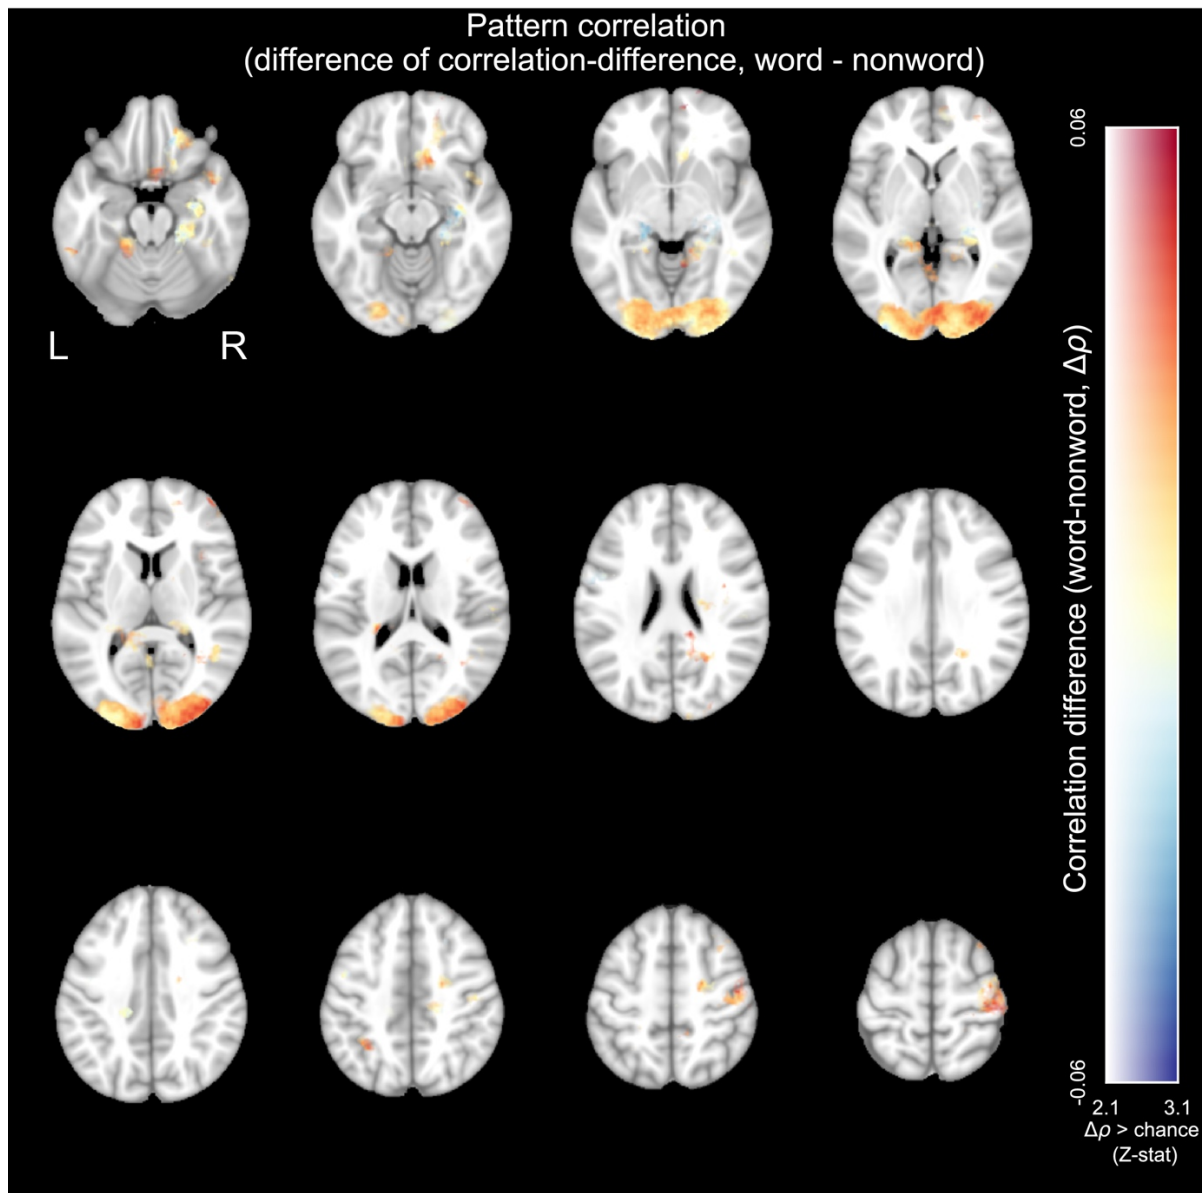 Pattern correlation
(difference of correlation-difference, word - nonword)
L R
0.06
Correlation difference (word-nonword, Δρ)
-0.06
2.1 3.1
Δρ > chance
(Z-stat)